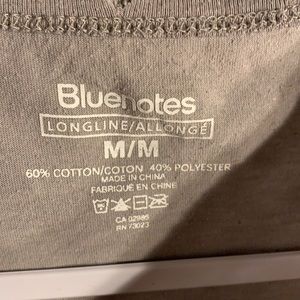 Bluenotes
LONGLINE/ALLONGÉ
M/M
60% COTTON/COTON 40% POLYESTER
MADE IN CHINA
FABRIQUÉ EN CHINE
CA 02985
RN 73023